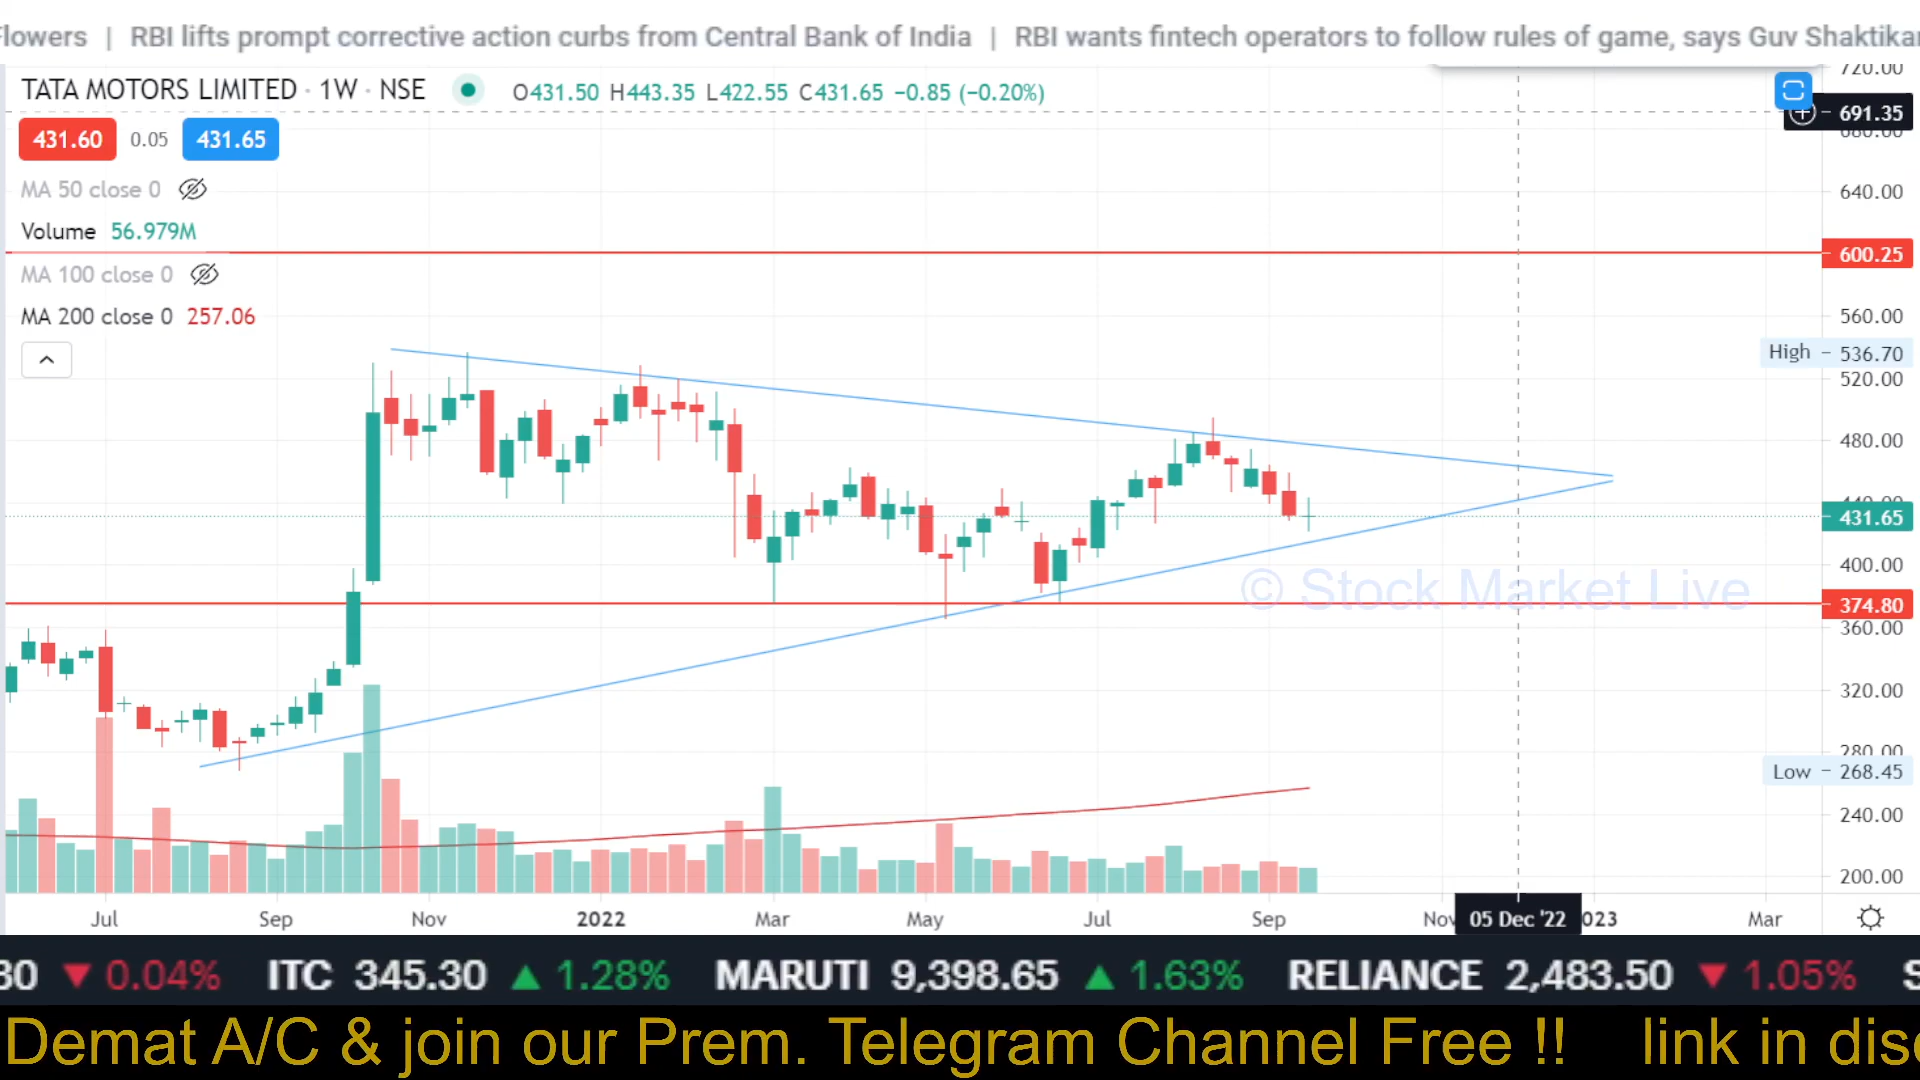 Flowers | RBI lifts prompt corrective action curbs from Central Bank of India | RBI wants fintech operators to follow rules of game, says Guv Shaktikan
TATA MOTORS LIMITED · 1W · NSE O431.50 H443.35 L422.55 C431.65 −0.85 (−0.20%)
431.60 0.05 431.65
MA 50 close 0
Volume 56.979M
MA 100 close 0
MA 200 close 0 257.06
720.00
691.35
680.00
640.00
600.25
560.00
High 536.70
520.00
480.00
440.00
431.65
400.00
© Stock Market Live
374.80
360.00
320.00
280.00
Low 268.45
240.00
200.00
Jul Sep Nov 2022 Mar May Jul Sep Nov 05 Dec '22 023 Mar
30 ▼ 0.04% ITC 345.30 ▲ 1.28% MARUTI 9,398.65 ▲ 1.63% RELIANCE 2,483.50 ▼ 1.05% S
Demat A/C & join our Prem. Telegram Channel Free !! link in disc